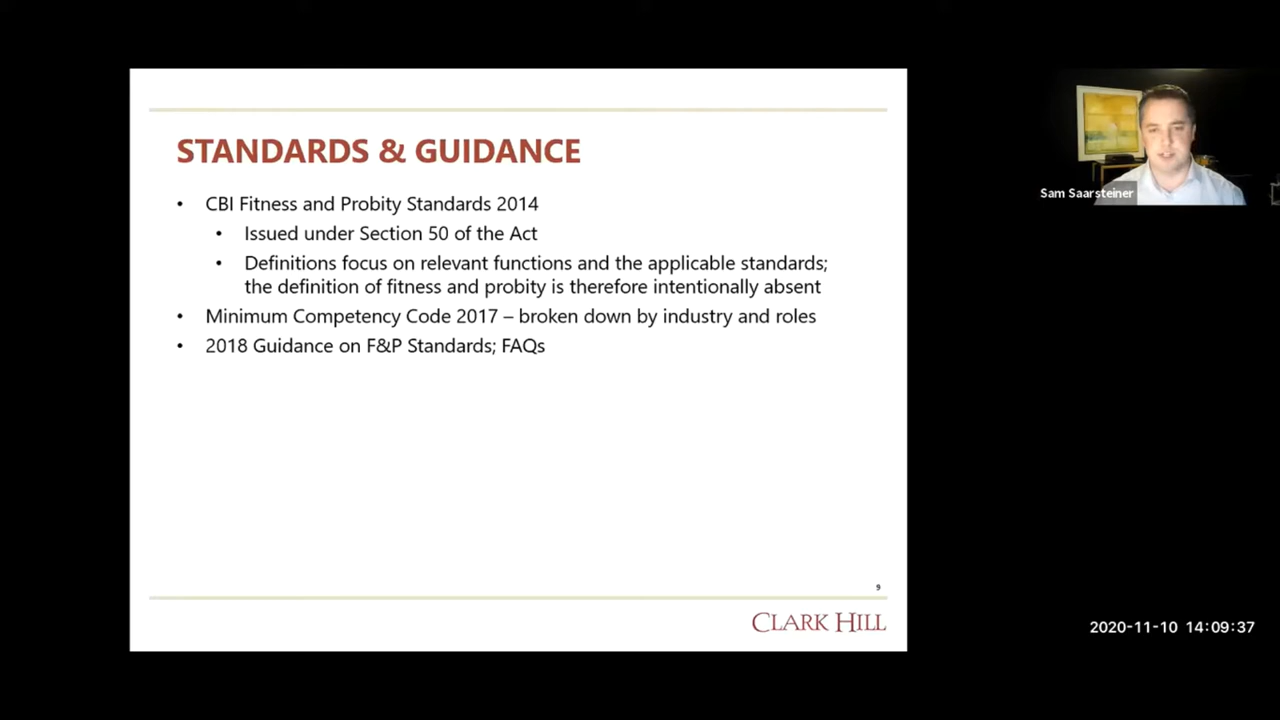 STANDARDS & GUIDANCE
• CBI Fitness and Probity Standards 2014
• Issued under Section 50 of the Act
• Definitions focus on relevant functions and the applicable standards;
the definition of fitness and probity is therefore intentionally absent
• Minimum Competency Code 2017 – broken down by industry and roles
• 2018 Guidance on F&P Standards; FAQs
9
CLARK HILL
Sam Saarsteiner
2020-11-10 14:09:37